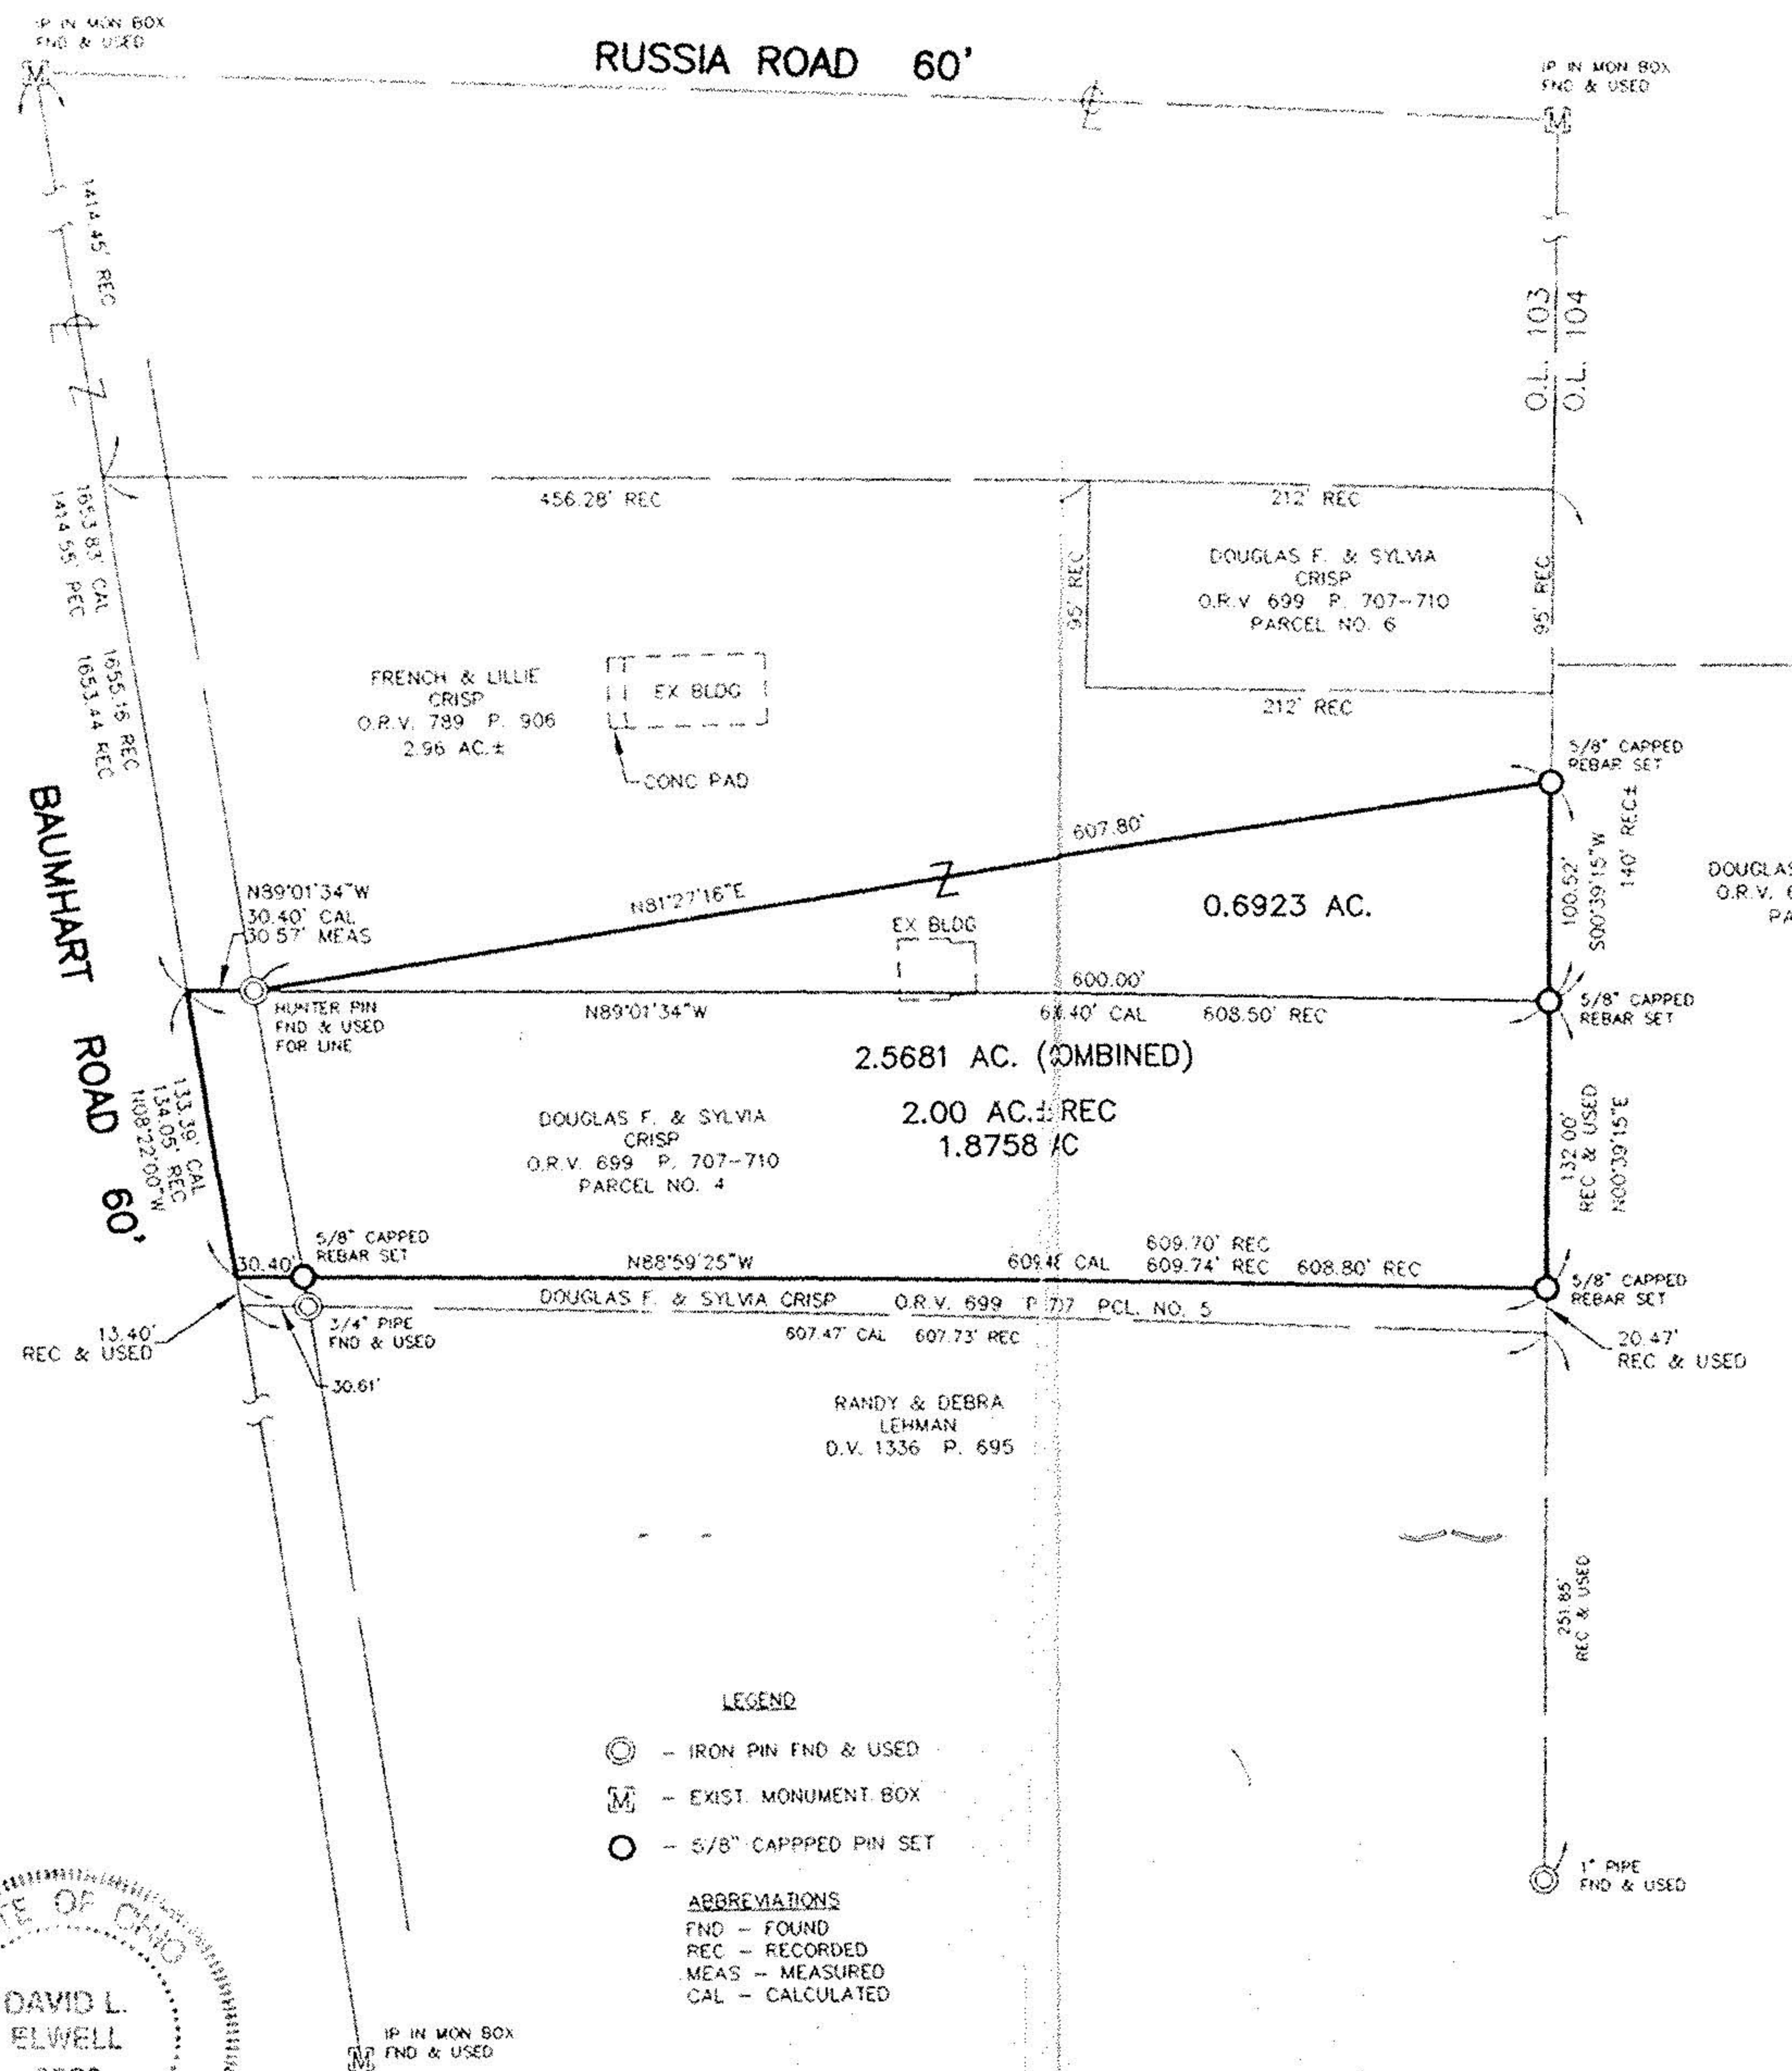 IP IN MON BOX
FND & USED
RUSSIA ROAD 60'
IP IN MON BOX
FND & USED
M
M
1414.45' REC
O.L. 103
O.L. 104
456.28' REC
212' REC
1653.83' CAL 1655.16 REC
1414.55' REC 1653.44 REC
95' REC
DOUGLAS F. & SYLVIA
CRISP
O.R.V 699 P. 707-710
PARCEL NO. 6
95' REC
212' REC
FRENCH & LILLIE
CRISP
O.R.V. 789 P. 906
2.96 AC.±
EX BLDG
CONC PAD
5/8" CAPPED
REBAR SET
BAUMHART ROAD 60'
607.80'
N81°27'16"E
100.52'
S00°39'15"W
140' REC±
DOUGLAS
O.R.V. 6
PA
N89°01'34"W
30.40' CAL
30.57' MEAS
EX BLDG
0.6923 AC.
HUNTER PIN
FND & USED
FOR LINE
600.00'
N89°01'34"W
CAL 608.50' REC
5/8" CAPPED
REBAR SET
2.5681 AC. (COMBINED)
2.00 AC.± REC
1.8758 AC
133.39' CAL
134.05' REC
N08°22'00"W
DOUGLAS F. & SYLVIA
CRISP
O.R.V. 699 P. 707-710
PARCEL NO. 4
132.00'
REC & USED
N00°39'15"E
5/8" CAPPED
REBAR SET
30.40'
N88°59'25"W
CAL
609.70' REC
609.74' REC 608.80' REC
5/8" CAPPED
REBAR SET
DOUGLAS F. & SYLVIA CRISP O.R.V. 699 P 707 PCL. NO. 5
13.40'
REC & USED
3/4" PIPE
FND & USED
607.47' CAL 607.73' REC
20.47'
REC & USED
30.61'
RANDY & DEBRA
LEHMAN
D.V. 1336 P. 695
251.85'
REC & USED
LEGEND
- IRON PIN FND & USED
M - EXIST. MONUMENT BOX
- 5/8" CAPPPED PIN SET
1" PIPE
FND & USED
ABBREVIATIONS
FND - FOUND
REC - RECORDED
MEAS - MEASURED
CAL - CALCULATED
TE OF OHIO
DAVID L.
ELWELL
M
IP IN MON BOX
FND & USED